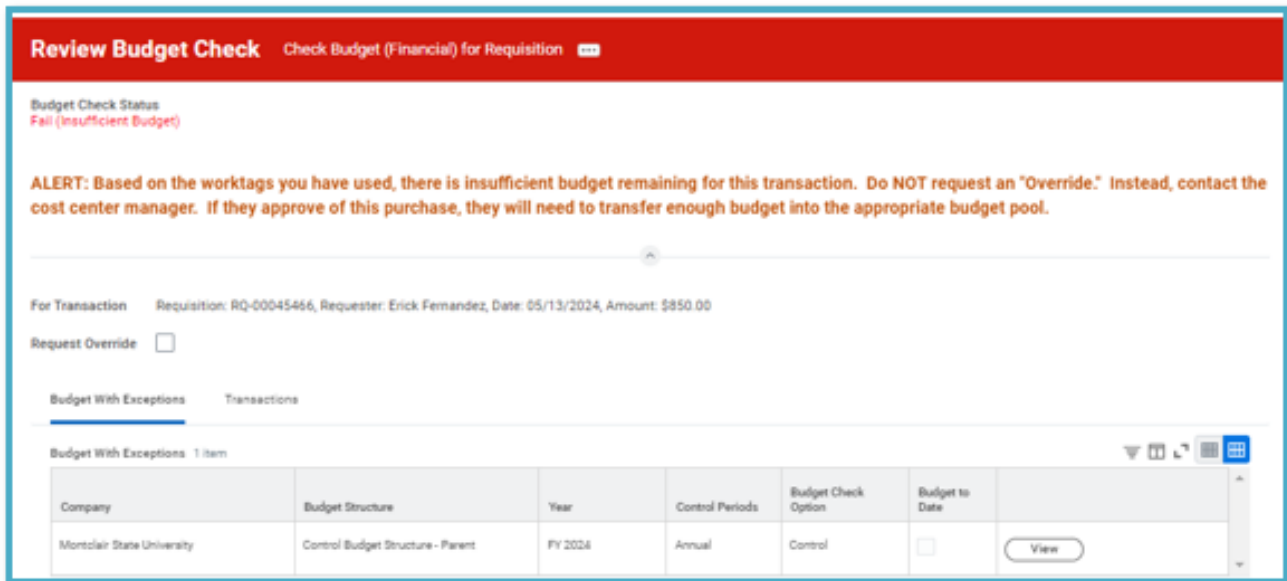 Review Budget Check Check Budget (Financial) for Requisition
Budget Check Status
Fail (Insufficient Budget)
ALERT: Based on the worktags you have used, there is insufficient budget remaining for this transaction. Do NOT request an "Override." Instead, contact the
cost center manager. If they approve of this purchase, they will need to transfer enough budget into the appropriate budget pool.
For Transaction Requisition: RQ-00045466, Requester: Erick Fernandez, Date: 05/13/2024, Amount: $850.00
Request Override
Budget With Exceptions Transactions
Budget With Exceptions 1 item
Company Budget Structure Year Control Periods Budget Check Option Budget to Date
Montclair State University Control Budget Structure - Parent FY 2024 Annual Control View